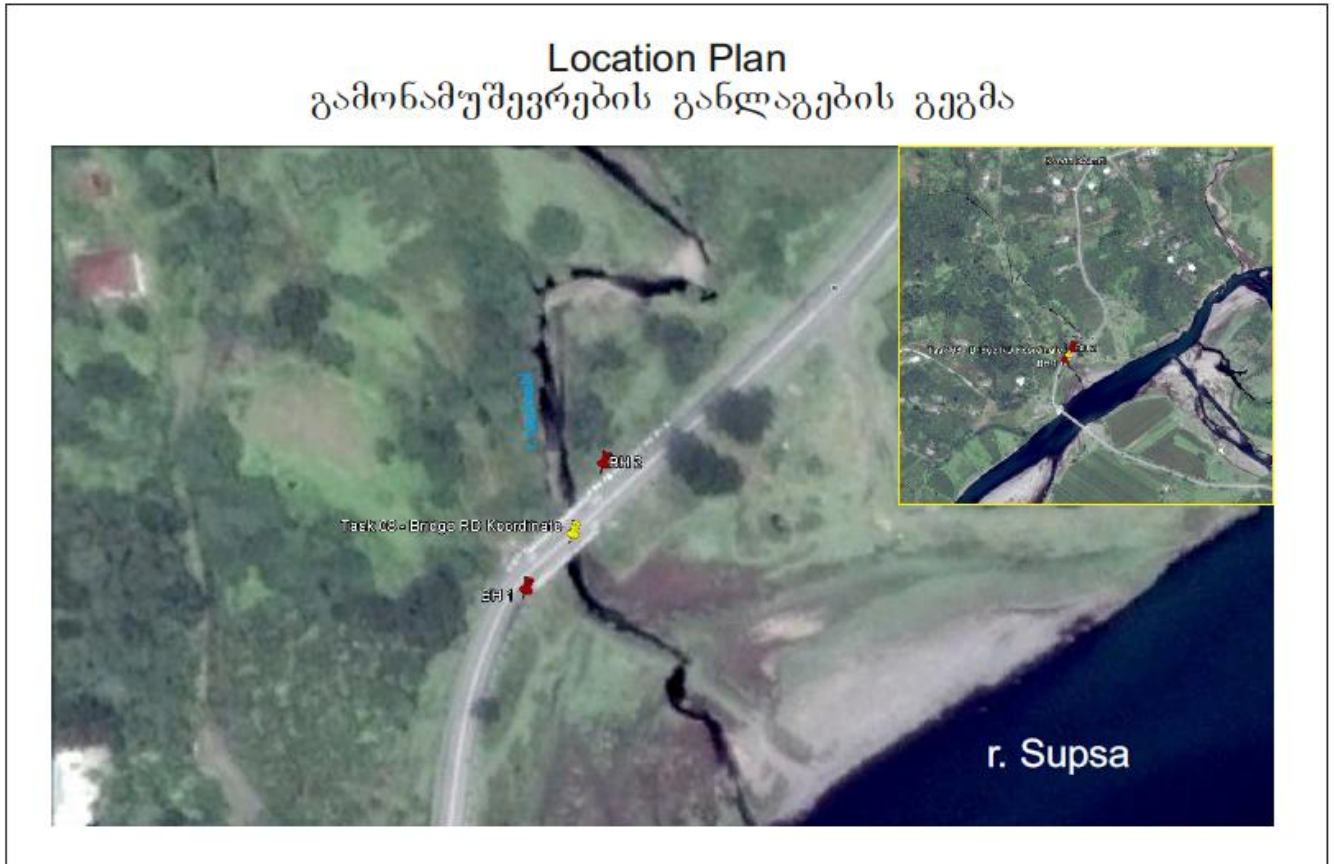 Location Plan
გამონამუშევრების განლაგების გეგმა
BH 2
Task 08 - Bridge RD Koordinate
BH 1
r. Supsa